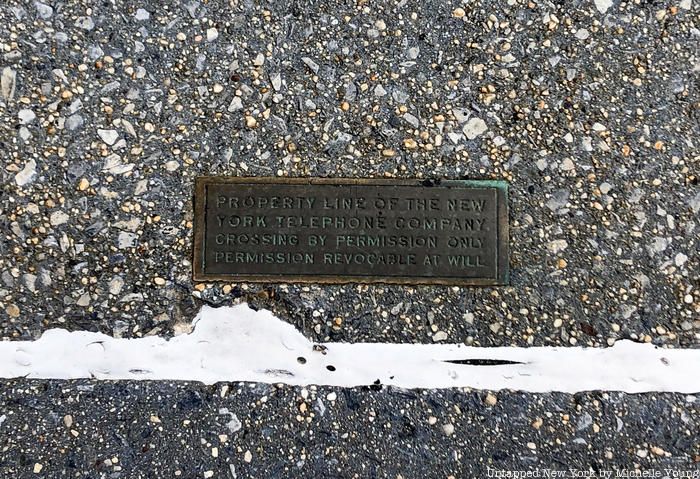 PROPERTY LINE OF THE NEW
YORK TELEPHONE COMPANY
CROSSING BY PERMISSION ONLY
PERMISSION REVOCABLE AT WILL
Untapped New York by Michelle Young